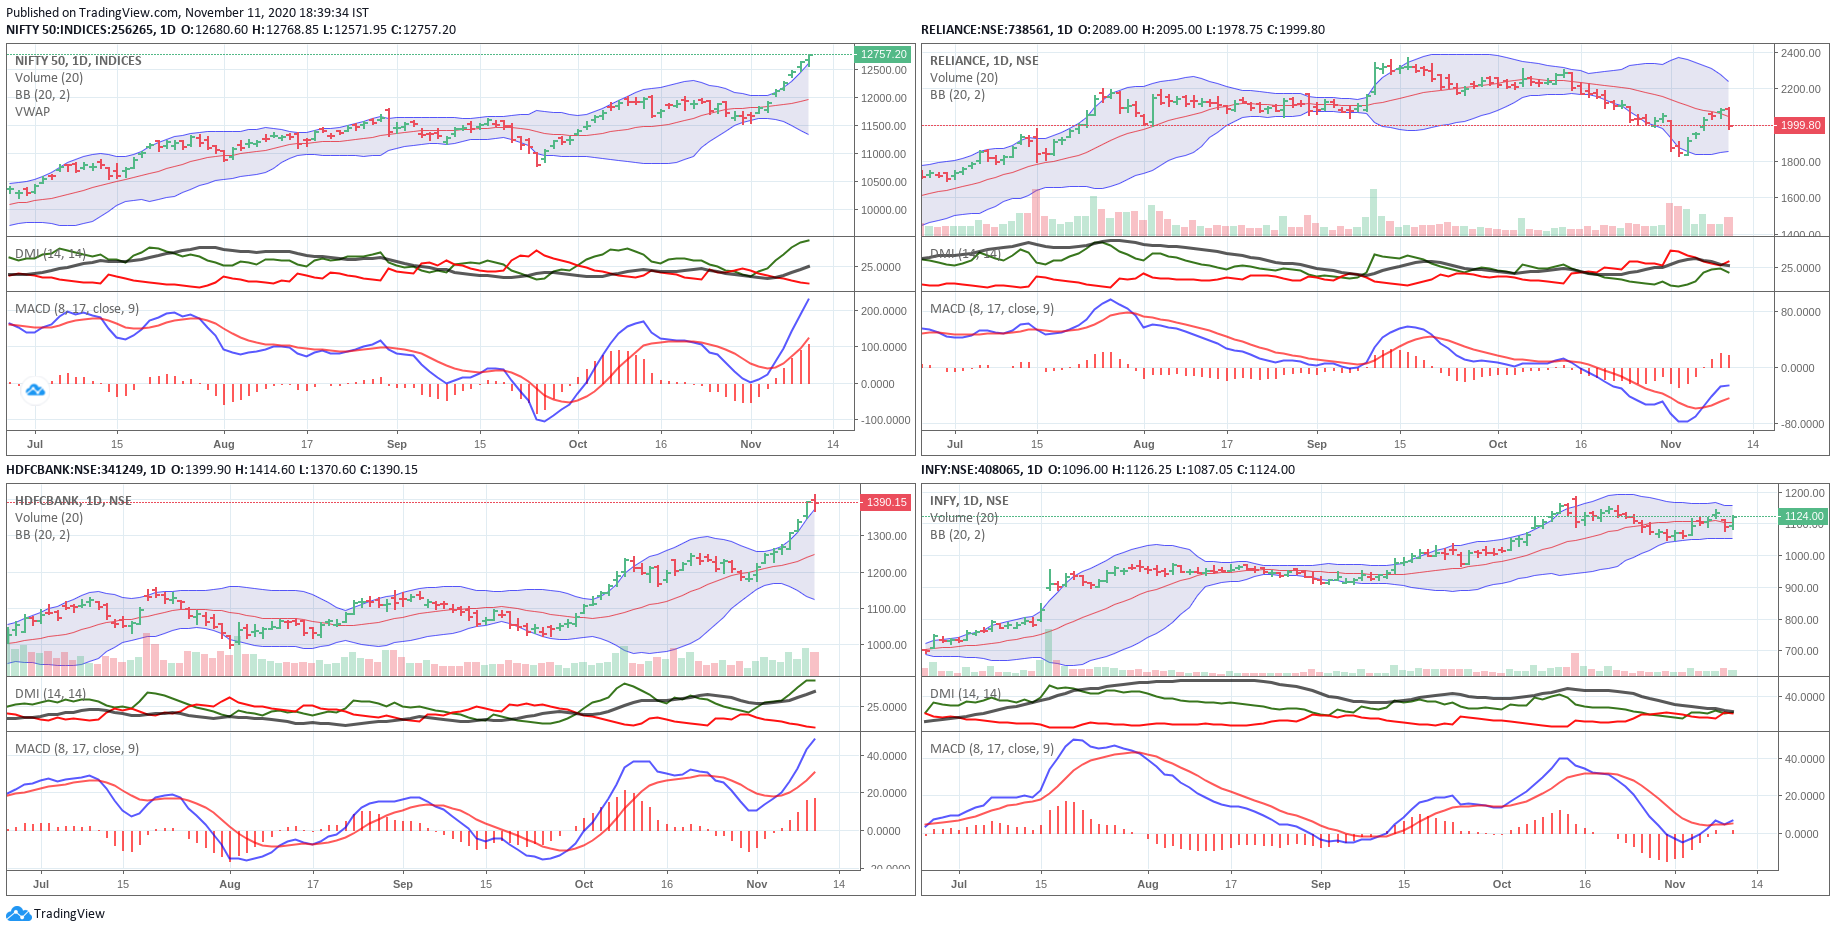 Published on TradingView.com, November 11, 2020 18:39:34 IST
NIFTY 50:INDICES:256265, 1D O:12680.60 H:12768.85 L:12571.95 C:12757.20
NIFTY 50, 1D, INDICES
Volume (20)
BB (20, 2)
VWAP
12757.20
12500.00
12000.00
11500.00
11000.00
10500.00
10000.00
DMI (14, 14)
25.0000
MACD (8, 17, close, 9)
200.0000
100.0000
0.0000
-100.0000
Jul 15 Aug 17 Sep 15 Oct 16 Nov 14
RELIANCE:NSE:738561, 1D O:2089.00 H:2095.00 L:1978.75 C:1999.80
RELIANCE, 1D, NSE
Volume (20)
BB (20, 2)
2400.00
2200.00
1999.80
1800.00
1600.00
1400.00
DMI (14, 14)
25.0000
MACD (8, 17, close, 9)
80.0000
0.0000
-80.0000
Jul 15 Aug 17 Sep 15 Oct 16 Nov 14
HDFCBANK:NSE:341249, 1D O:1399.90 H:1414.60 L:1370.60 C:1390.15
HDFCBANK, 1D, NSE
Volume (20)
BB (20, 2)
1390.15
1300.00
1200.00
1100.00
1000.00
DMI (14, 14)
25.0000
MACD (8, 17, close, 9)
40.0000
20.0000
0.0000
-20.0000
Jul 15 Aug 17 Sep 15 Oct 16 Nov 14
INFY:NSE:408065, 1D O:1096.00 H:1126.25 L:1087.05 C:1124.00
INFY, 1D, NSE
Volume (20)
BB (20, 2)
1200.00
1124.00
1100.00
1000.00
900.00
800.00
700.00
DMI (14, 14)
40.0000
MACD (8, 17, close, 9)
40.0000
20.0000
0.0000
Jul 15 Aug 17 Sep 15 Oct 16 Nov 14
TradingView